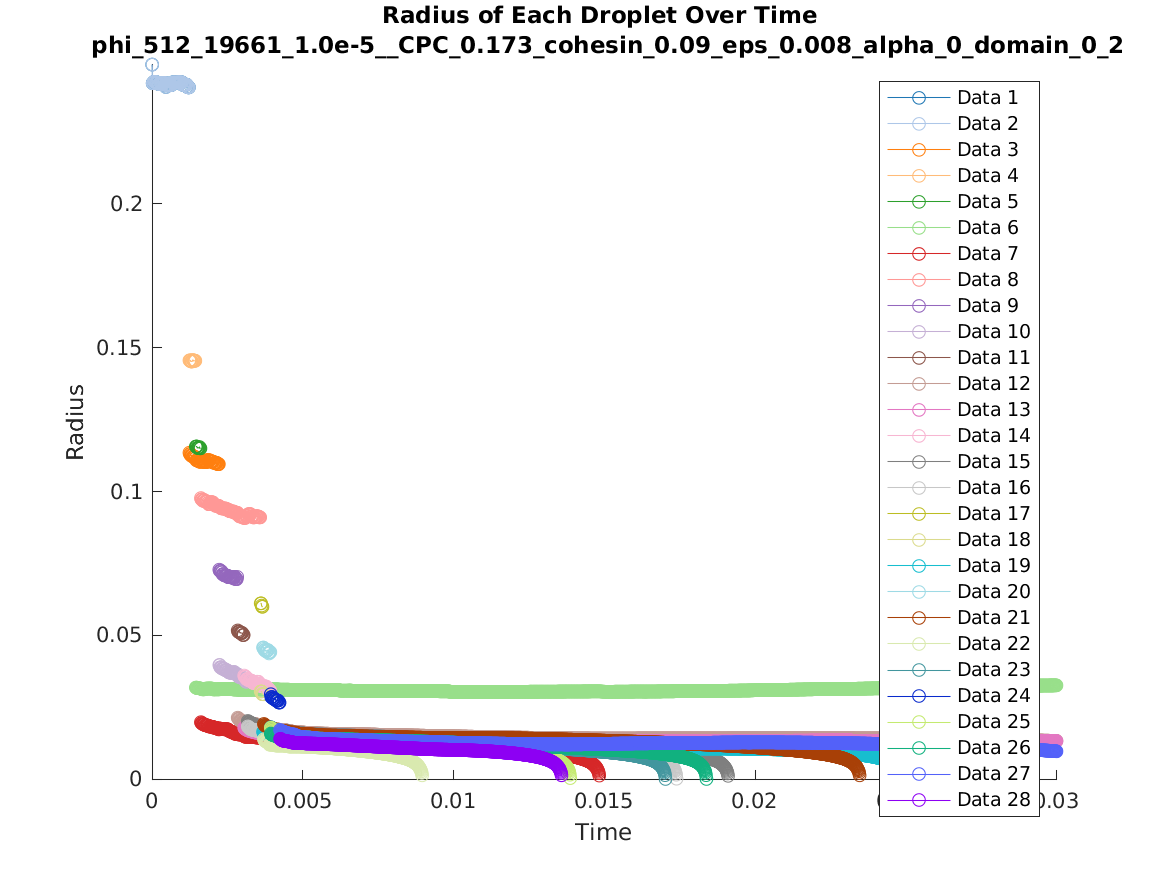 Radius of Each Droplet Over Time
phi_512_19661_1.0e-5__CPC_0.173_cohesin_0.09_eps_0.008_alpha_0_domain_0_2
Radius
0.2
0.15
0.1
0.05
0
0
0.005
0.01
0.015
0.02
0.03
Time
Data 1
Data 2
Data 3
Data 4
Data 5
Data 6
Data 7
Data 8
Data 9
Data 10
Data 11
Data 12
Data 13
Data 14
Data 15
Data 16
Data 17
Data 18
Data 19
Data 20
Data 21
Data 22
Data 23
Data 24
Data 25
Data 26
Data 27
Data 28